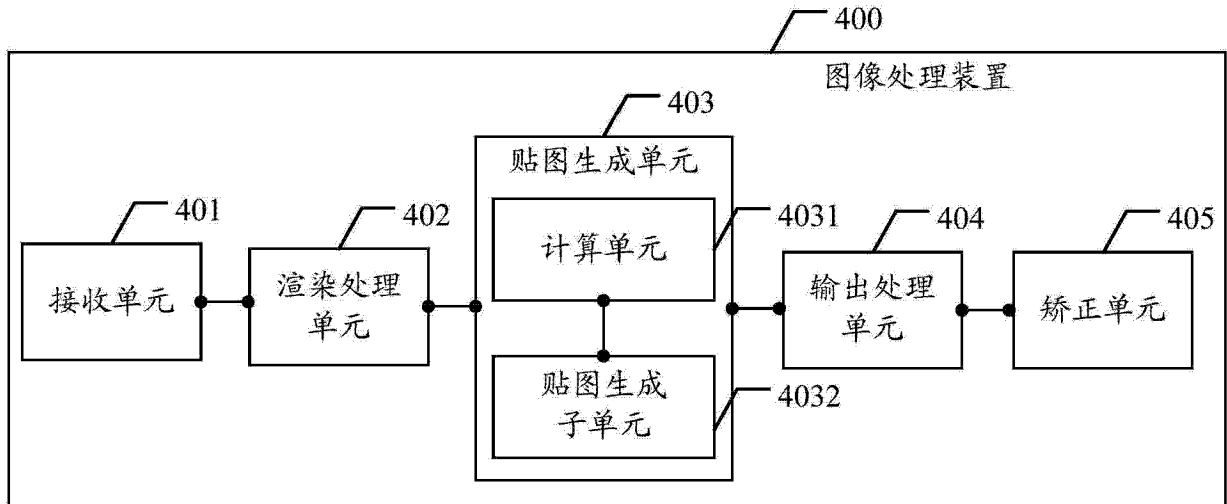 400
图像处理装置
403
贴图生成单元
401
接收单元
402
渲染处理
单元
4031
计算单元
贴图生成
子单元
4032
404
输出处理
单元
405
矫正单元